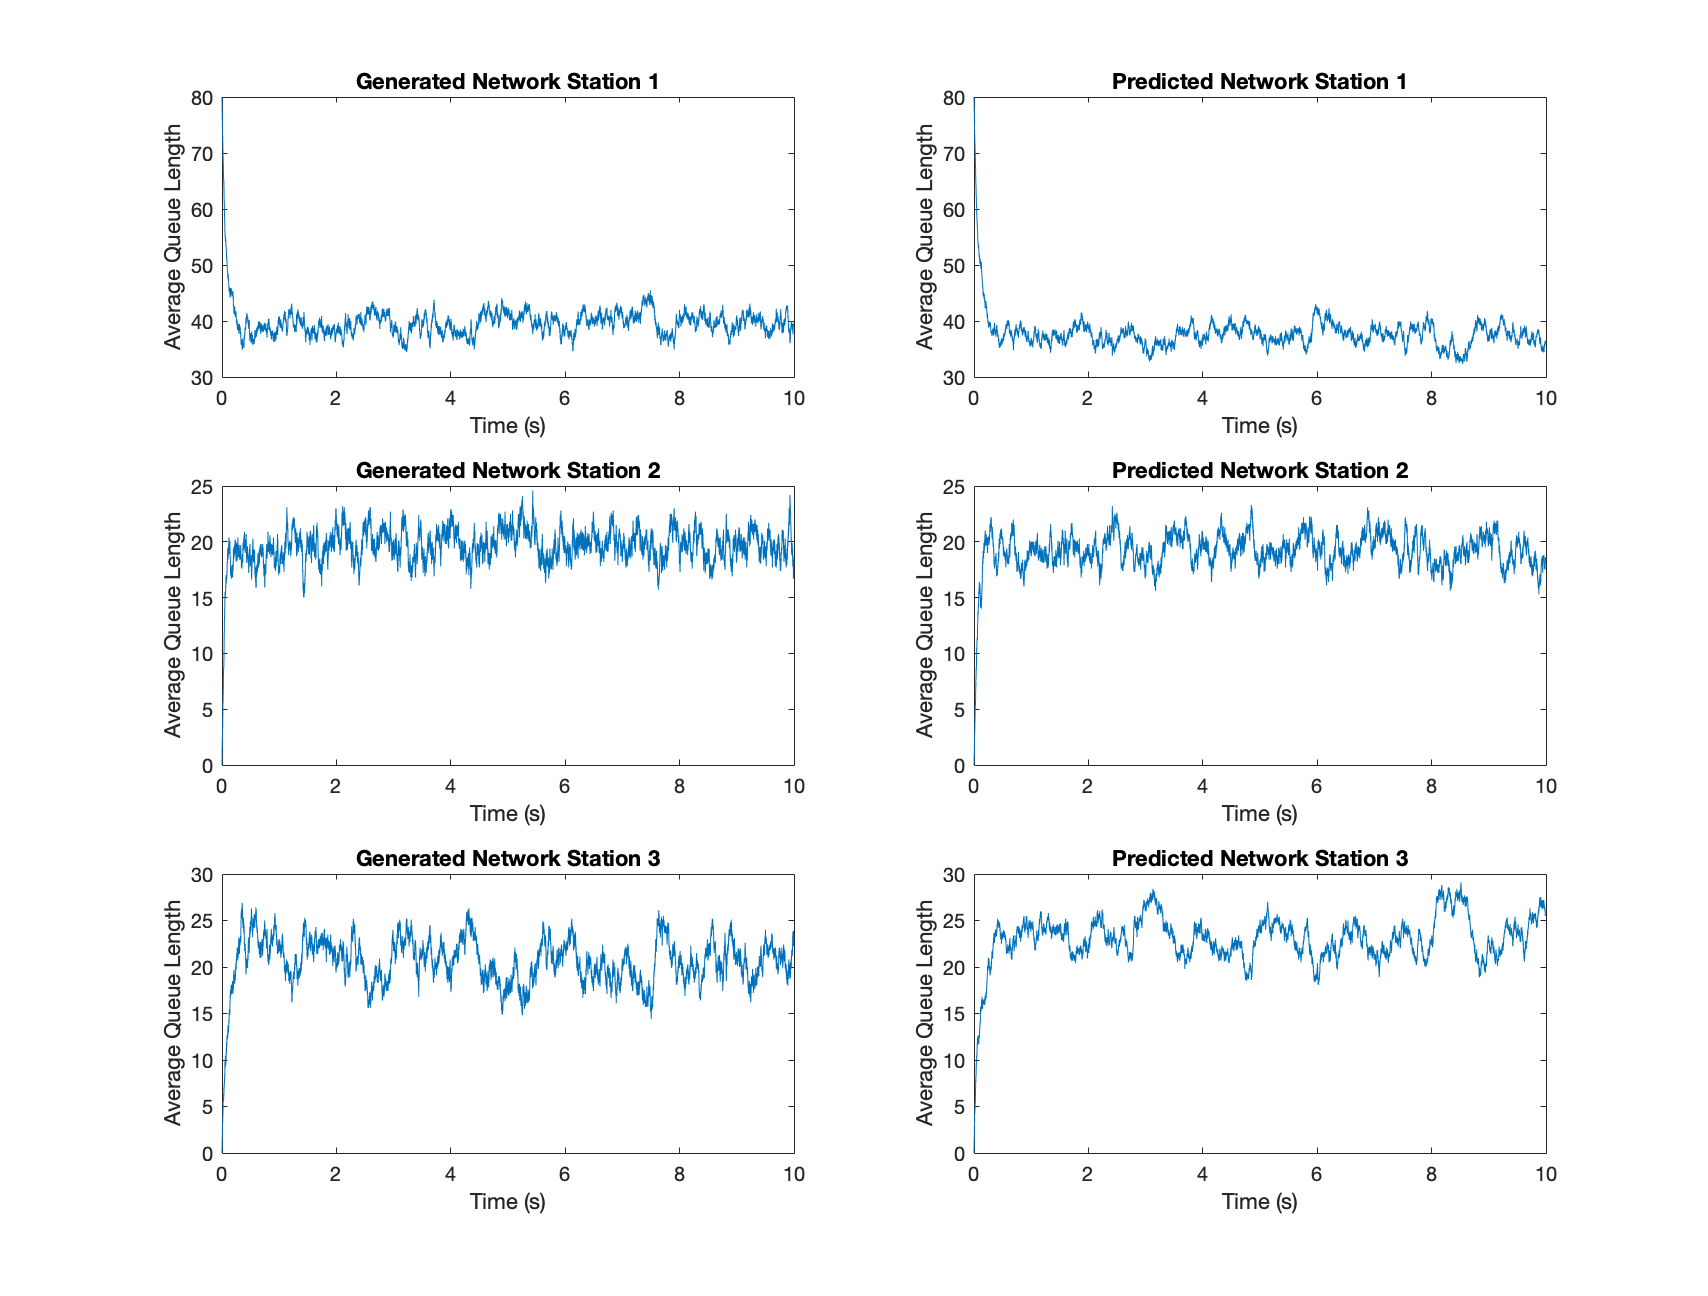 Generated Network Station 1
Average Queue Length
80
70
60
50
40
30
0 2 4 6 8 10
Time (s)
Predicted Network Station 1
Average Queue Length
80
70
60
50
40
30
0 2 4 6 8 10
Time (s)
Generated Network Station 2
Average Queue Length
25
20
15
10
5
0
0 2 4 6 8 10
Time (s)
Predicted Network Station 2
Average Queue Length
25
20
15
10
5
0
0 2 4 6 8 10
Time (s)
Generated Network Station 3
Average Queue Length
30
25
20
15
10
5
0
0 2 4 6 8 10
Time (s)
Predicted Network Station 3
Average Queue Length
30
25
20
15
10
5
0
0 2 4 6 8 10
Time (s)